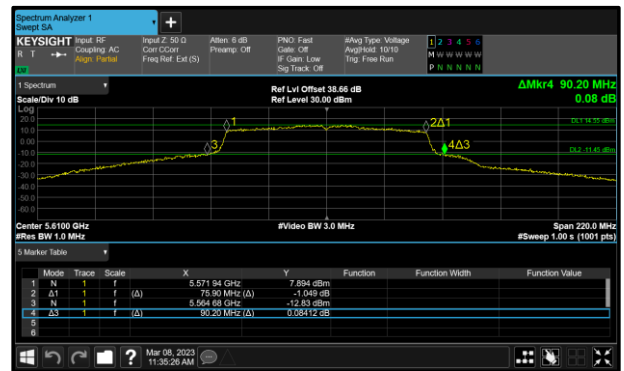 Spectrum Analyzer 1
Swept SA
+
KEYSIGHT Input: RF Input Z: 50 Ω Atten: 6 dB PNO: Fast #Avg Type: Voltage 1 2 3 4 5 6
R T Coupling: AC Corr CCorr Preamp: Off Gate: Off Avg|Hold: 10/10 M W W W W W
Align: Partial Freq Ref: Ext (S) IF Gain: Low Trig: Free Run
Sig Track: Off P N N N N N
1 Spectrum Ref Lvl Offset 38.66 dB ΔMkr4 90.20 MHz
Scale/Div 10 dB Ref Level 30.00 dBm 0.08 dB
Log
20.0
10.0
0.00
-10.0
-20.0
-30.0
-40.0
-50.0
-60.0
1
2Δ1
3
4Δ3
DL1 14.55 dBm
DL2 -11.45 dBm
Center 5.6100 GHz #Video BW 3.0 MHz Span 220.0 MHz
#Res BW 1.0 MHz #Sweep 1.00 s (1001 pts)
5 Marker Table
Mode Trace Scale X Y Function Function Width Function Value
1 N 1 f 5.571 94 GHz 7.894 dBm
2 Δ1 1 f (Δ) 75.90 MHz (Δ) -1.049 dB
3 N 1 f 5.564 68 GHz -12.83 dBm
4 Δ3 1 f (Δ) 90.20 MHz (Δ) 0.08412 dB
5
6
? Mar 08, 2023
11:35:26 AM